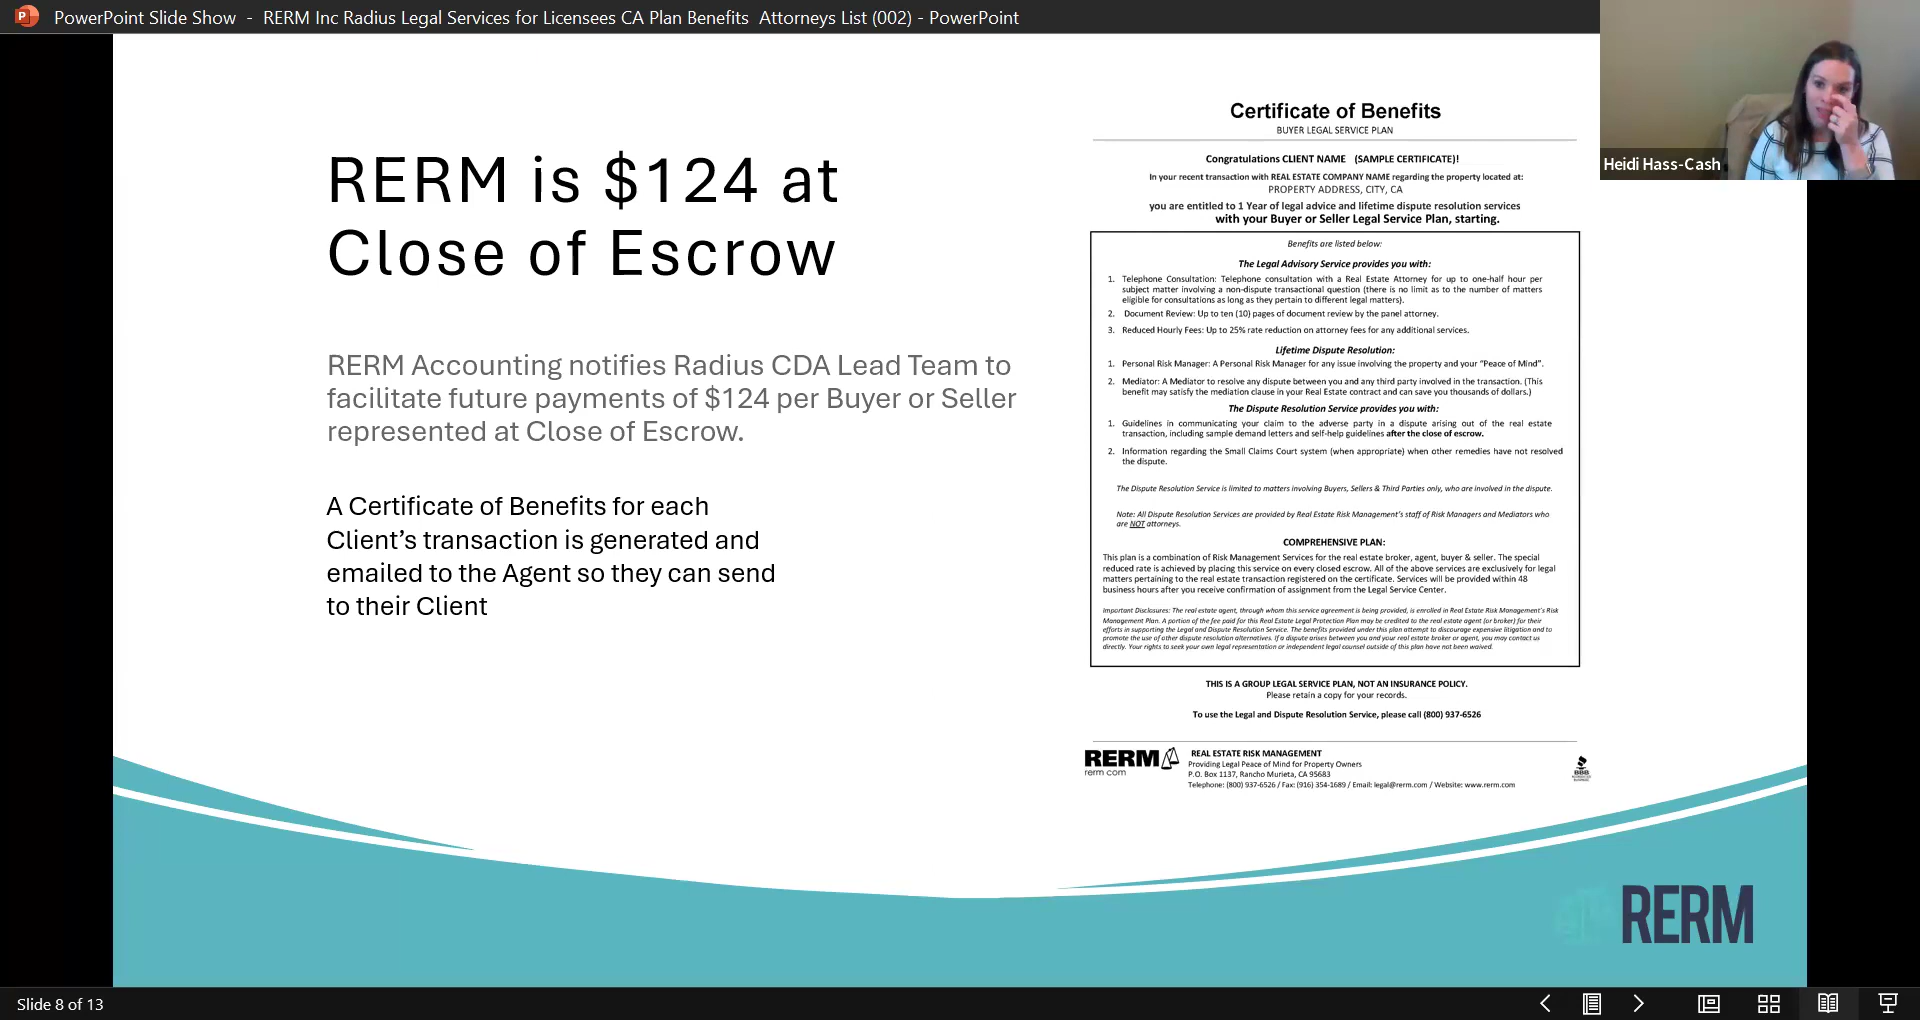 PowerPoint Slide Show - RERM Inc Radius Legal Services for Licensees CA Plan Benefits Attorneys List (002) - PowerPoint
Heidi Hass-Cash
RERM is $124 at
Close of Escrow
RERM Accounting notifies Radius CDA Lead Team to
facilitate future payments of $124 per Buyer or Seller
represented at Close of Escrow.
A Certificate of Benefits for each
Client’s transaction is generated and
emailed to the Agent so they can send
to their Client
Certificate of Benefits
BUYER LEGAL SERVICE PLAN
Congratulations CLIENT NAME (SAMPLE CERTIFICATE)!
In your recent transaction with REAL ESTATE COMPANY NAME regarding the property located at:
PROPERTY ADDRESS, CITY, CA
you are entitled to 1 Year of legal advice and lifetime dispute resolution services
with your Buyer or Seller Legal Service Plan, starting.
Benefits are listed below:
The Legal Advisory Service provides you with:
1. Telephone Consultation: Telephone consultation with a Real Estate Attorney for up to one-half hour per
subject matter involving a non-dispute transactional question (there is no limit as to the number of matters
eligible for consultations as long as they pertain to different legal matters).
2. Document Review: Up to ten (10) pages of document review by the panel attorney.
3. Reduced Hourly Fees: Up to 25% rate reduction on attorney fees for any additional services.
Lifetime Dispute Resolution:
1. Personal Risk Manager: A Personal Risk Manager for any issue involving the property and your “Peace of Mind”.
2. Mediator: A Mediator to resolve any dispute between you and any third party involved in the transaction. (This
benefit may satisfy the mediation clause in your Real Estate contract and can save you thousands of dollars.)
The Dispute Resolution Service provides you with:
1. Guidelines in communicating your claim to the adverse party in a dispute arising out of the real estate
transaction, including sample demand letters and self-help guidelines after the close of escrow.
2. Information regarding the Small Claims Court system (when appropriate) when other remedies have not resolved
the dispute.
The Dispute Resolution Service is limited to matters involving Buyers, Sellers & Third Parties only, who are involved in the dispute.
Note: All Dispute Resolution Services are provided by Real Estate Risk Management’s staff of Risk Managers and Mediators who
are NOT attorneys.
COMPREHENSIVE PLAN:
This plan is a combination of Risk Management Services for the real estate broker, agent, buyer & seller. The special
reduced rate is achieved by placing this service on every closed escrow. All of the above services are exclusively for legal
matters pertaining to the real estate transaction registered on the certificate. Services will be provided within 48
business hours after you receive confirmation of assignment from the Legal Service Center.
Important Disclosures: The real estate agent, through whom this service agreement is being provided, is enrolled in Real Estate Risk Management’s Risk
Management Plan. A portion of the fee paid for this Real Estate Legal Protection Plan may be credited to the real estate agent (or broker) for their
efforts in supporting the Legal and Dispute Resolution Service. The benefits provided under this plan attempt to discourage expensive litigation and to
promote the use of other dispute resolution alternatives. If a dispute arises between you and your real estate broker or agent, you may contact us
directly. Your rights to seek your own legal representation or independent legal counsel outside of this plan have not been waived.
THIS IS A GROUP LEGAL SERVICE PLAN, NOT AN INSURANCE POLICY.
Please retain a copy for your records.
To use the Legal and Dispute Resolution Service, please call (800) 937-6526
RERM
rerm com
REAL ESTATE RISK MANAGEMENT
Providing Legal Peace of Mind for Property Owners
P.O. Box 1137, Rancho Murieta, CA 95683
Telephone: (800) 937-6526 / Fax: (916) 354-1689 / Email: legal@rerm.com / Website: www.rerm.com
BBB
RERM
Slide 8 of 13